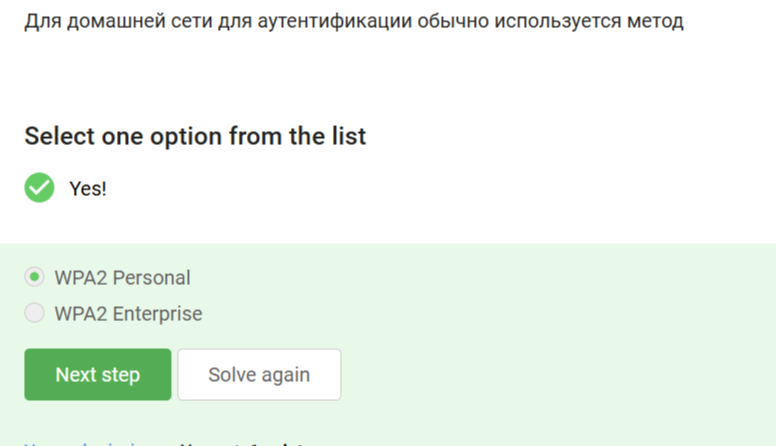 Для домашней сети для аутентификации обычно используется метод
Select one option from the list
Yes!
WPA2 Personal
WPA2 Enterprise
Next step
Solve again